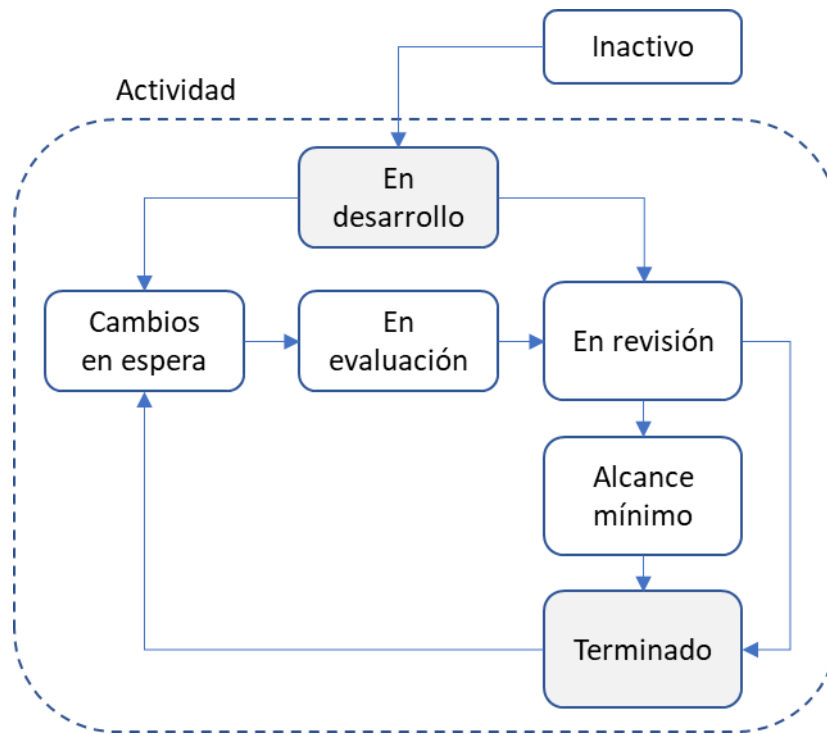 Inactivo
Actividad
En
desarrollo
Cambios
en espera
En
evaluación
En revisión
Alcance
mínimo
Terminado